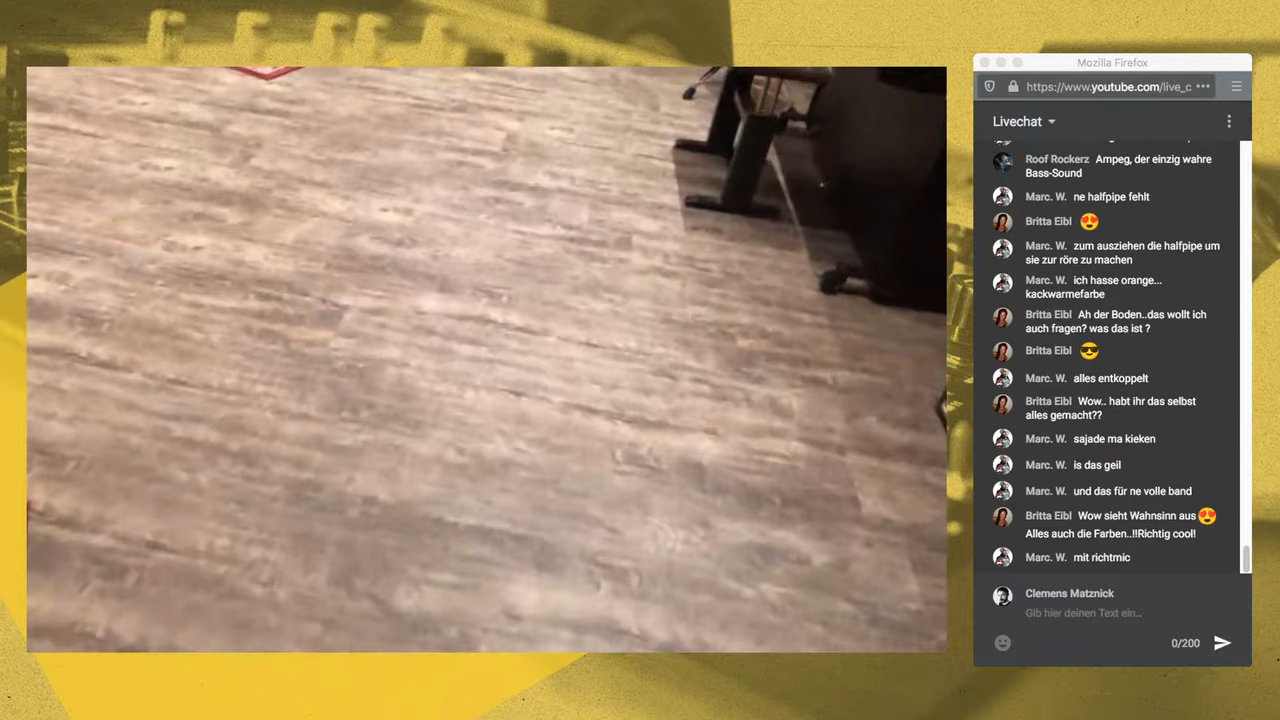 Mozilla Firefox
https://www.youtube.com/live_c
Livechat
Roof Rockerz Ampeg, der einzig wahre
Bass-Sound
Marc. W. ne halfpipe fehlt
Britta Eibl 😍
Marc. W. zum ausziehen die halfpipe um
sie zur röre zu machen
Marc. W. ich hasse orange...
kackwarmefarbe
Britta Eibl Ah der Boden..das wollt ich
auch fragen? was das ist ?
Britta Eibl 😎
Marc. W. alles entkoppelt
Britta Eibl Wow.. habt ihr das selbst
alles gemacht??
Marc. W. sajade ma kieken
Marc. W. is das geil
Marc. W. und das für ne volle band
Britta Eibl Wow sieht Wahnsinn aus😍
Alles auch die Farben..!!Richtig cool!
Marc. W. mit richtmic
Clemens Matznick
Gib hier deinen Text ein...
0/200